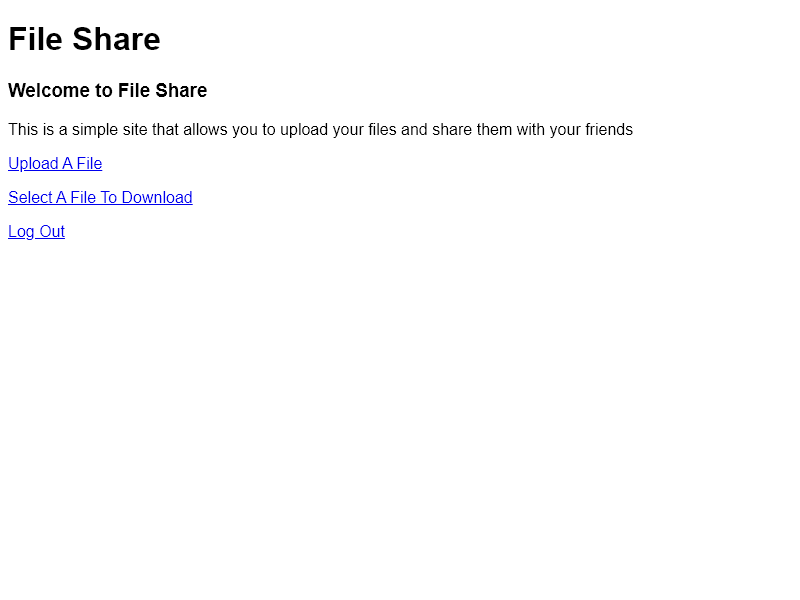 File Share
Welcome to File Share
This is a simple site that allows you to upload your files and share them with your friends
Upload A File
Select A File To Download
Log Out